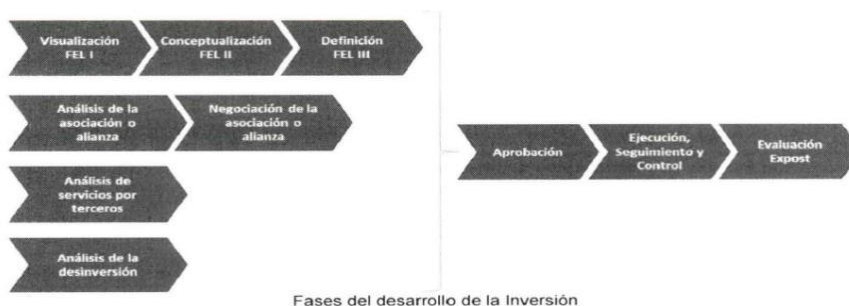 Visualización
FEL I
Conceptualización
FEL II
Definición
FEL III
Análisis de la
asociación o
alianza
Negociación de la
asociación o
alianza
Análisis de
servicios por
terceros
Análisis de la
desinversión
Aprobación
Ejecución,
Seguimiento y
Control
Evaluación
Expost
Fases del desarrollo de la Inversión